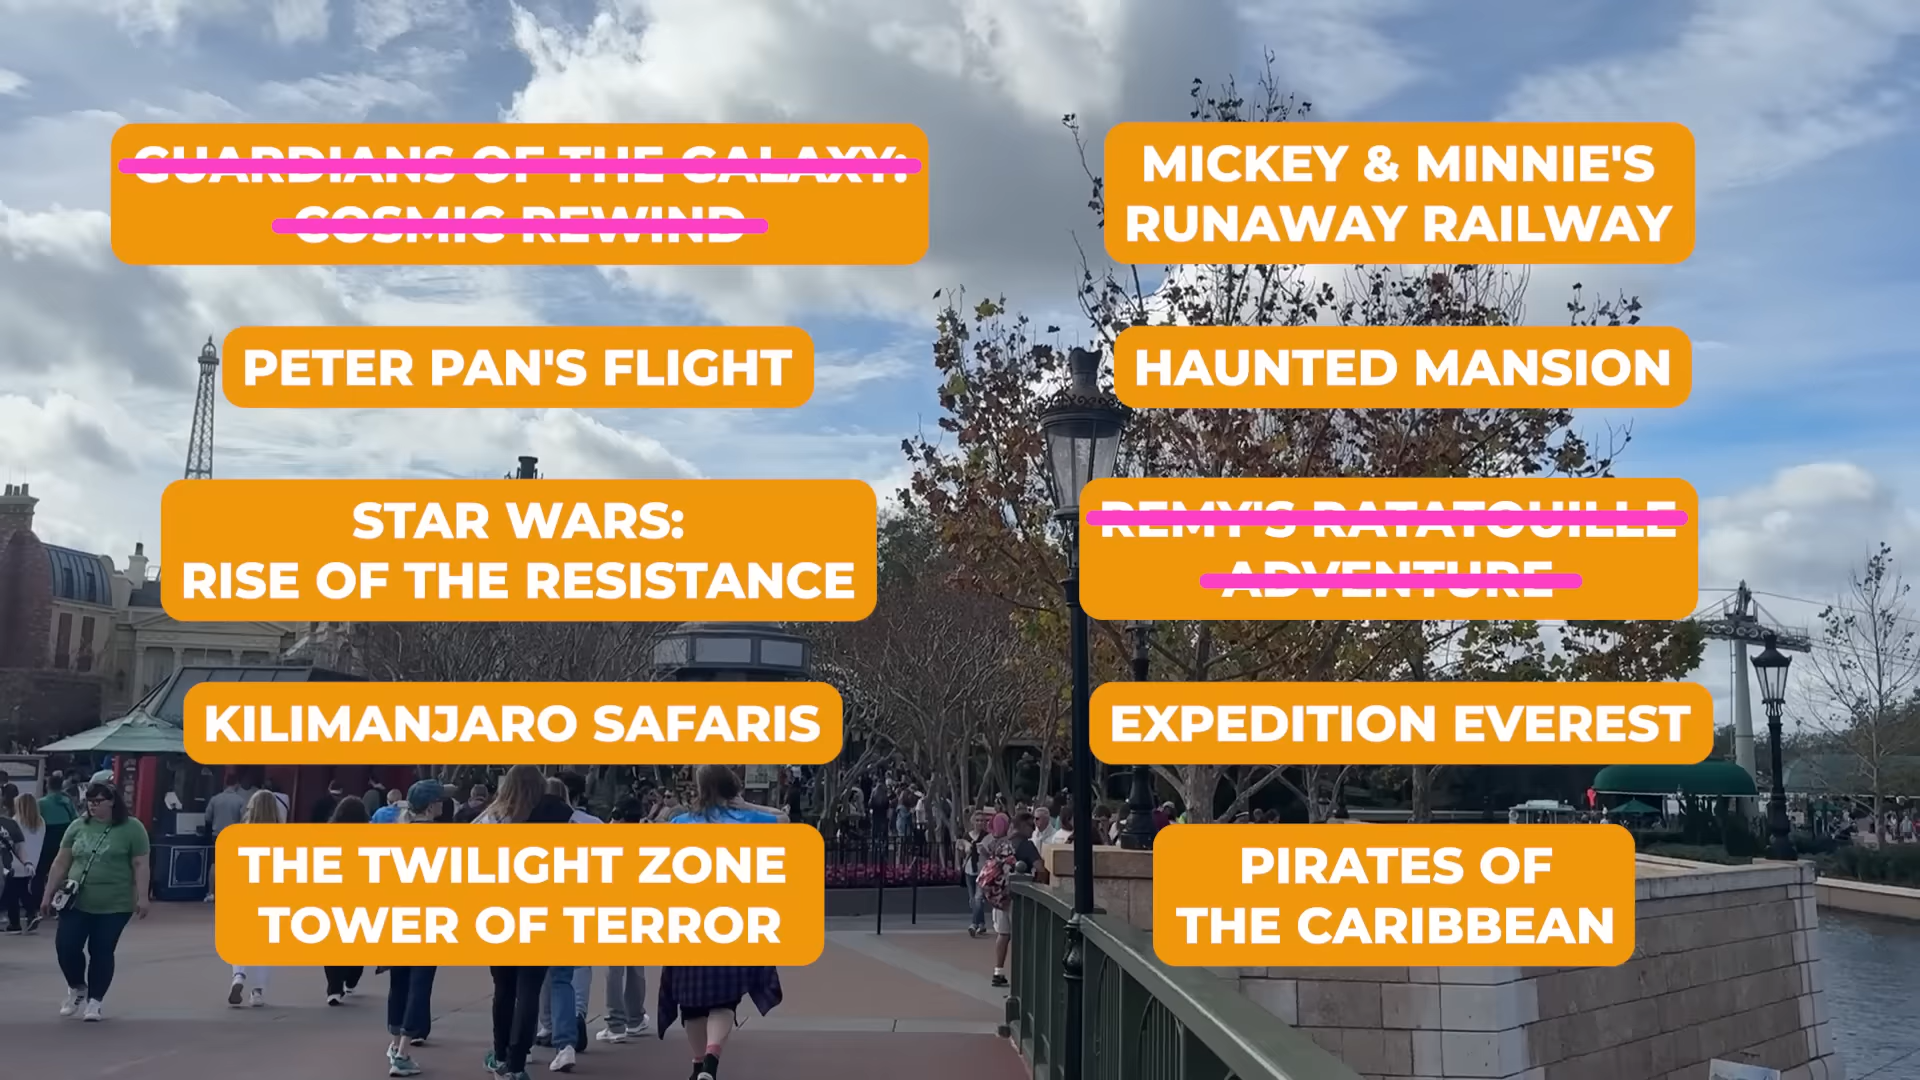 GUARDIANS OF THE GALAXY:
COSMIC REWIND
PETER PAN'S FLIGHT
STAR WARS:
RISE OF THE RESISTANCE
KILIMANJARO SAFARIS
THE TWILIGHT ZONE
TOWER OF TERROR
MICKEY & MINNIE'S
RUNAWAY RAILWAY
HAUNTED MANSION
REMY'S RATATOUILLE
ADVENTURE
EXPEDITION EVEREST
PIRATES OF
THE CARIBBEAN